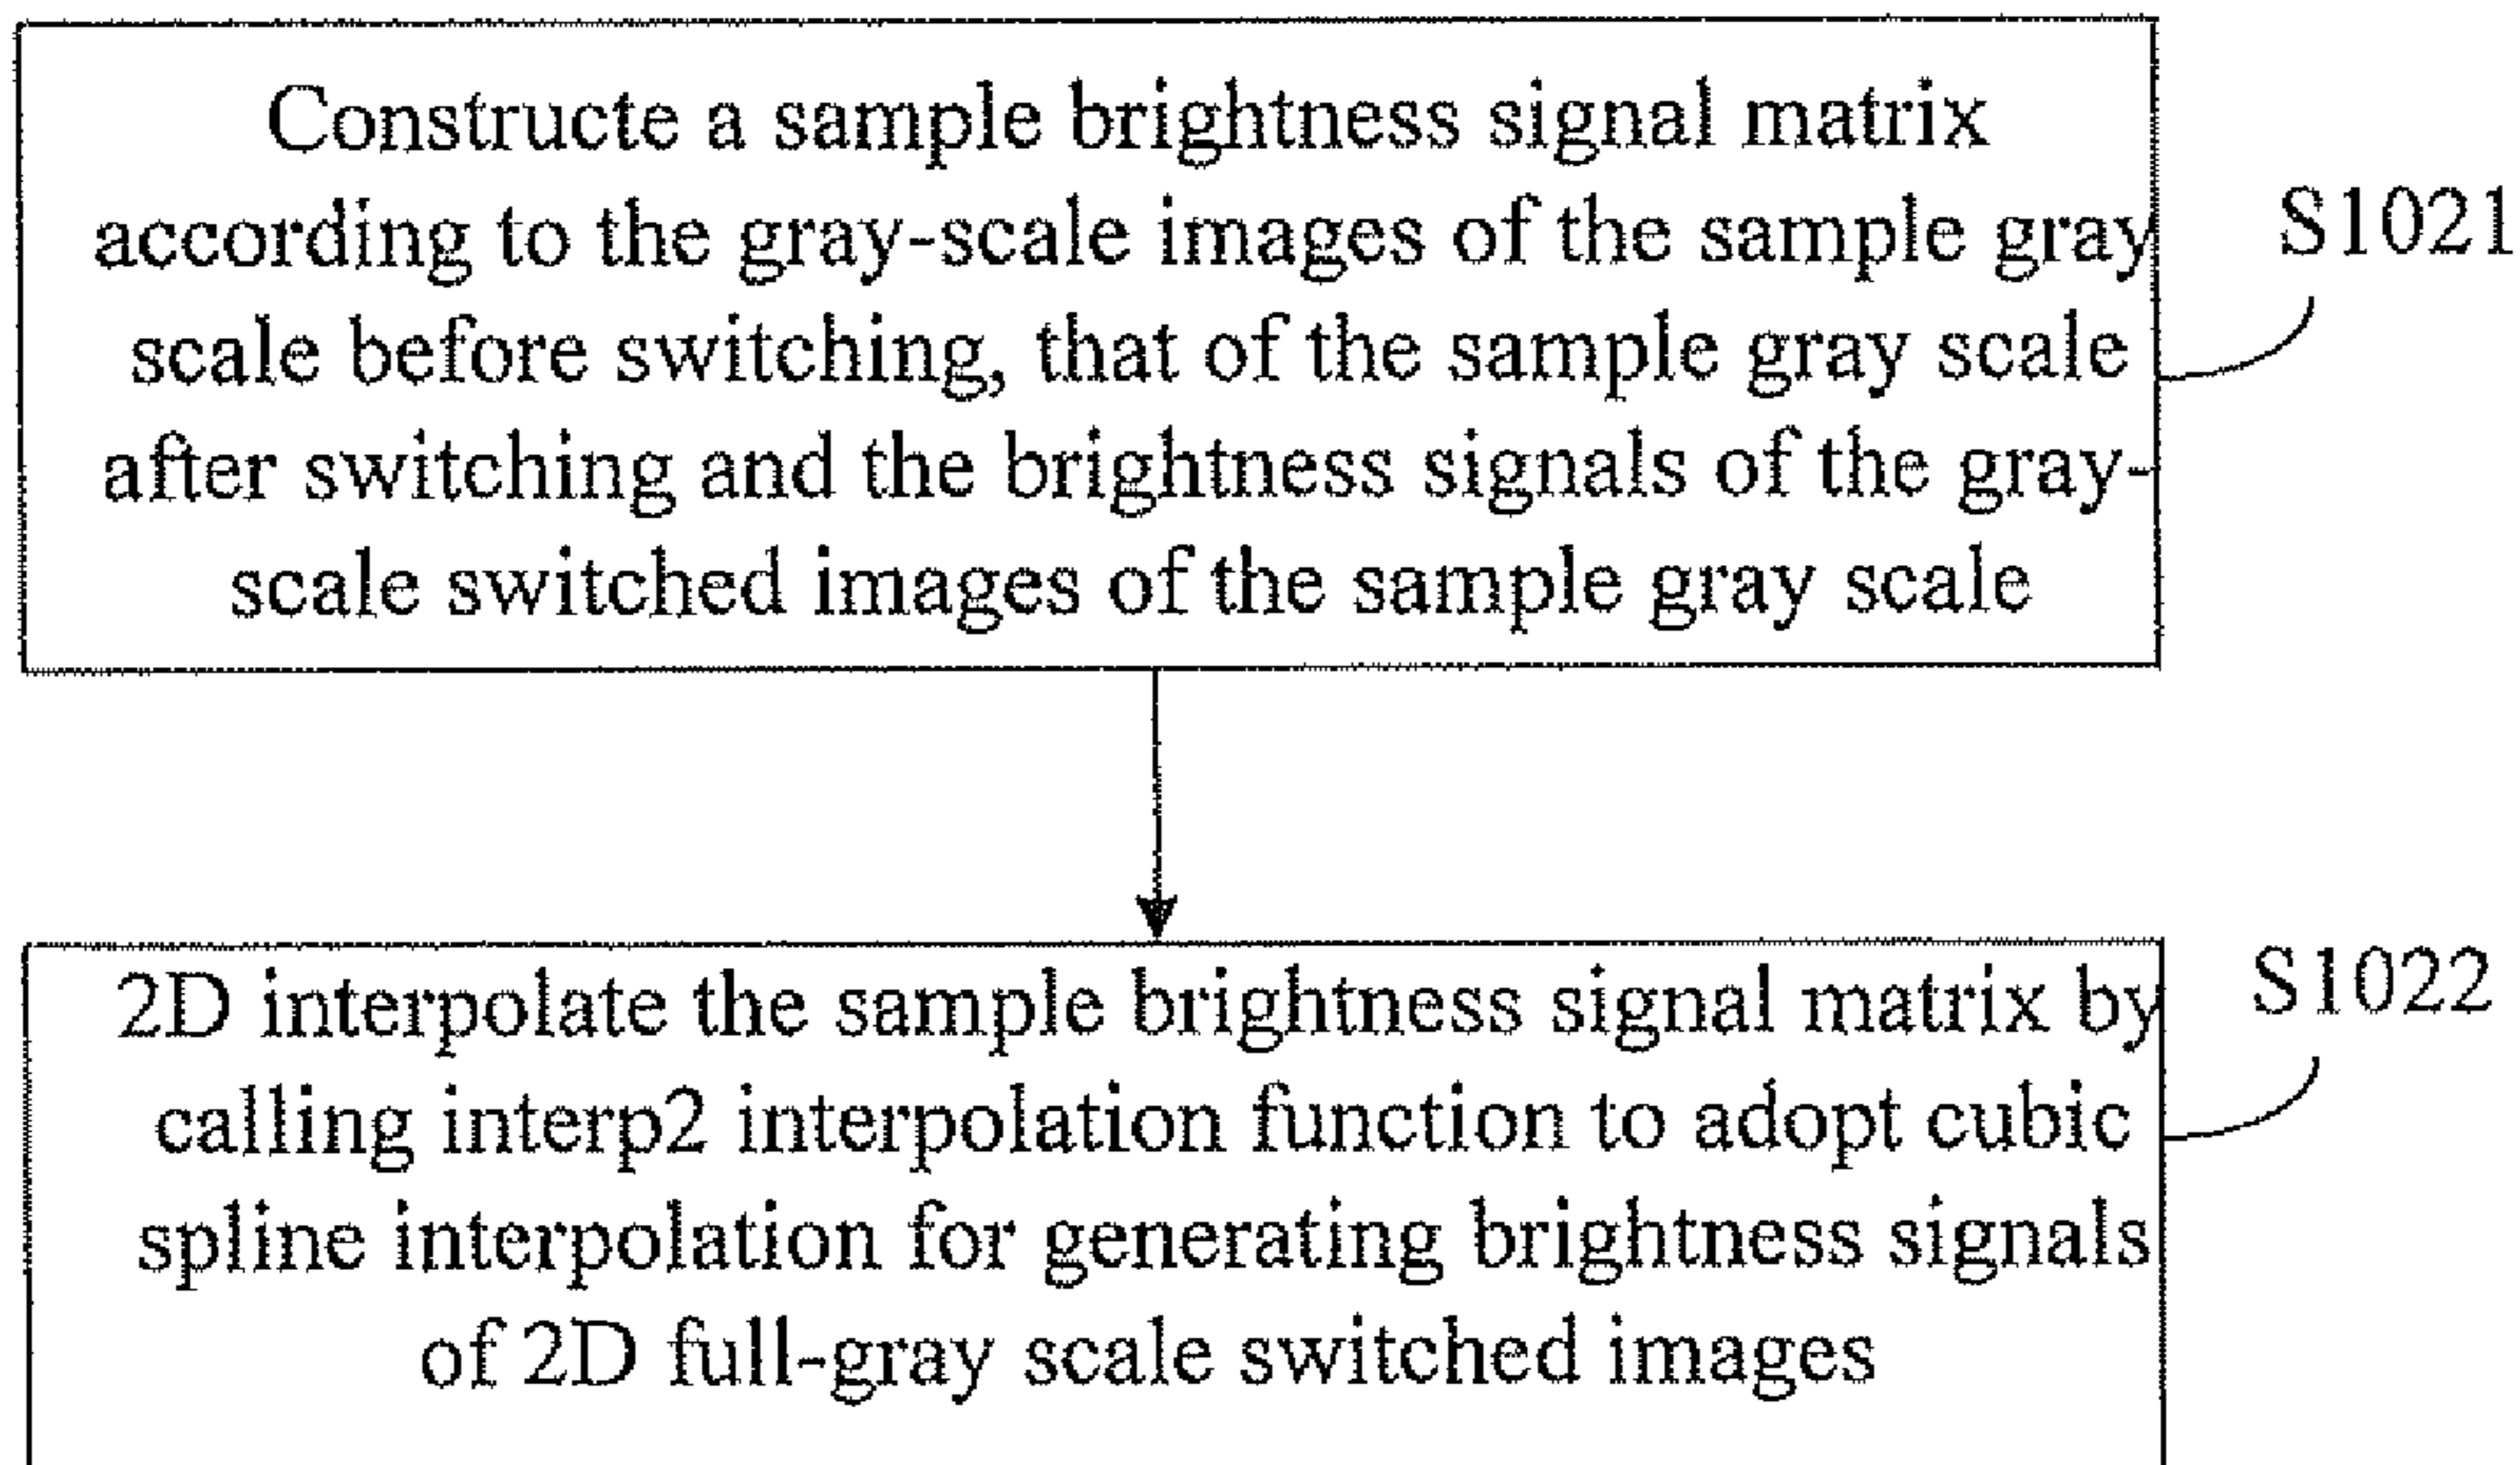 Constructe a sample brightness signal matrix
according to the gray-scale images of the sample gray
scale before switching, that of the sample gray scale
after switching and the brightness signals of the gray-
scale switched images of the sample gray scale
S1021
2D interpolate the sample brightness signal matrix by
calling interp2 interpolation function to adopt cubic
spline interpolation for generating brightness signals
of 2D full-gray scale switched images
S1022